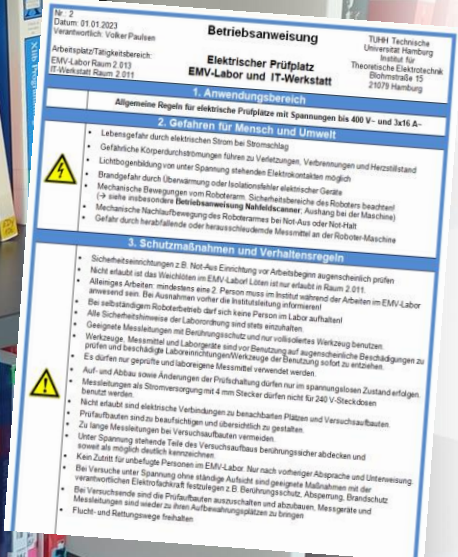 Nr.: 2
Datum: 01.01.2023
Verantwortlich: Volker Paulsen
Arbeitsplatz/Tätigkeitsbereich:
EMV-Labor Raum 2.013
IT-Werkstatt Raum 2.011
Betriebsanweisung
Elektrischer Prüfplatz
EMV-Labor und IT-Werkstatt
TUHH Technische
Universität Hamburg
Institut für
Theoretische Elektrotechnik
Blohmstraße 15
21079 Hamburg
1. Anwendungsbereich
Allgemeine Regeln für elektrische Prüfplätze mit Spannungen bis 400 V~ und 3x16 A~
2. Gefahren für Mensch und Umwelt
Lebensgefahr durch elektrischen Strom bei Stromschlag
Gefährliche Körperdurchströmungen führen zu Verletzungen, Verbrennungen und Herzstillstand
Lichtbogenbildung von unter Spannung stehenden Elektrokontakten möglich
Brandgefahr durch Überwärmung oder Isolationsfehler elektrischer Geräte
Mechanische Bewegungen vom Roboterarm. Sicherheitsbereiche des Roboters beachten!
(→ siehe insbesondere Betriebsanweisung Nahfeldscanner; Aushang bei der Maschine)
Mechanische Nachlaufbewegung des Roboterarmes bei Not-Aus oder Not-Halt
Gefahr durch herabfallende oder herausschleudernde Messmittel an der Roboter-Maschine
3. Schutzmaßnahmen und Verhaltensregeln
Sicherheitseinrichtungen z.B. Not-Aus Einrichtung vor Arbeitsbeginn augenscheinlich prüfen
Nicht erlaubt ist das Weichlöten im EMV-Labor! Löten ist nur erlaubt in Raum 2.011.
Alleiniges Arbeiten: mindestens eine 2. Person muss im Institut während der Arbeiten im EMV-Labor
anwesend sein. Bei Ausnahmen vorher die Institutsleitung informieren!
Bei selbständigem Roboterbetrieb darf sich keine Person im Labor aufhalten!
Alle Sicherheitshinweise der Laborordnung sind stets einzuhalten.
Geeignete Messleitungen mit Berührungsschutz und nur vollisoliertes Werkzeug benutzen.
Werkzeuge, Messmittel und Laborgeräte sind vor Benutzung auf augenscheinliche Beschädigungen zu
prüfen und beschädigte Laboreinrichtungen/Werkzeuge der Benutzung sofort zu entziehen.
Es dürfen nur geprüfte und laboreigene Messmittel verwendet werden.
Auf- und Abbau sowie Änderungen der Prüfschaltung dürfen nur im spannungslosen Zustand erfolgen.
Messleitungen als Stromversorgung mit 4 mm Stecker dürfen nicht für 240 V-Steckdosen
benutzt werden.
Nicht erlaubt sind elektrische Verbindungen zu benachbarten Plätzen und Versuchsaufbauten.
Prüfaufbauten sind zu beaufsichtigen und übersichtlich zu gestalten.
Zu lange Messleitungen bei Versuchsaufbauten vermeiden.
Unter Spannung stehende Teile des Versuchsaufbaus berührungssicher abdecken und
soweit als möglich deutlich kennzeichnen.
Kein Zutritt für unbefugte Personen im EMV-Labor. Nur nach vorheriger Absprache und Unterweisung.
Bei Versuche unter Spannung ohne ständige Aufsicht sind geeignete Maßnahmen mit der
verantwortlichen Elektrofachkraft festzulegen z.B. Berührungsschutz, Absperrung, Brandschutz
Bei Versuchsende sind die Prüfaufbauten auszuschalten und abzubauen, Messgeräte und
Messleitungen sind wieder zu ihren Aufbewahrungsplätzen zu bringen
Flucht- und Rettungswege freihalten